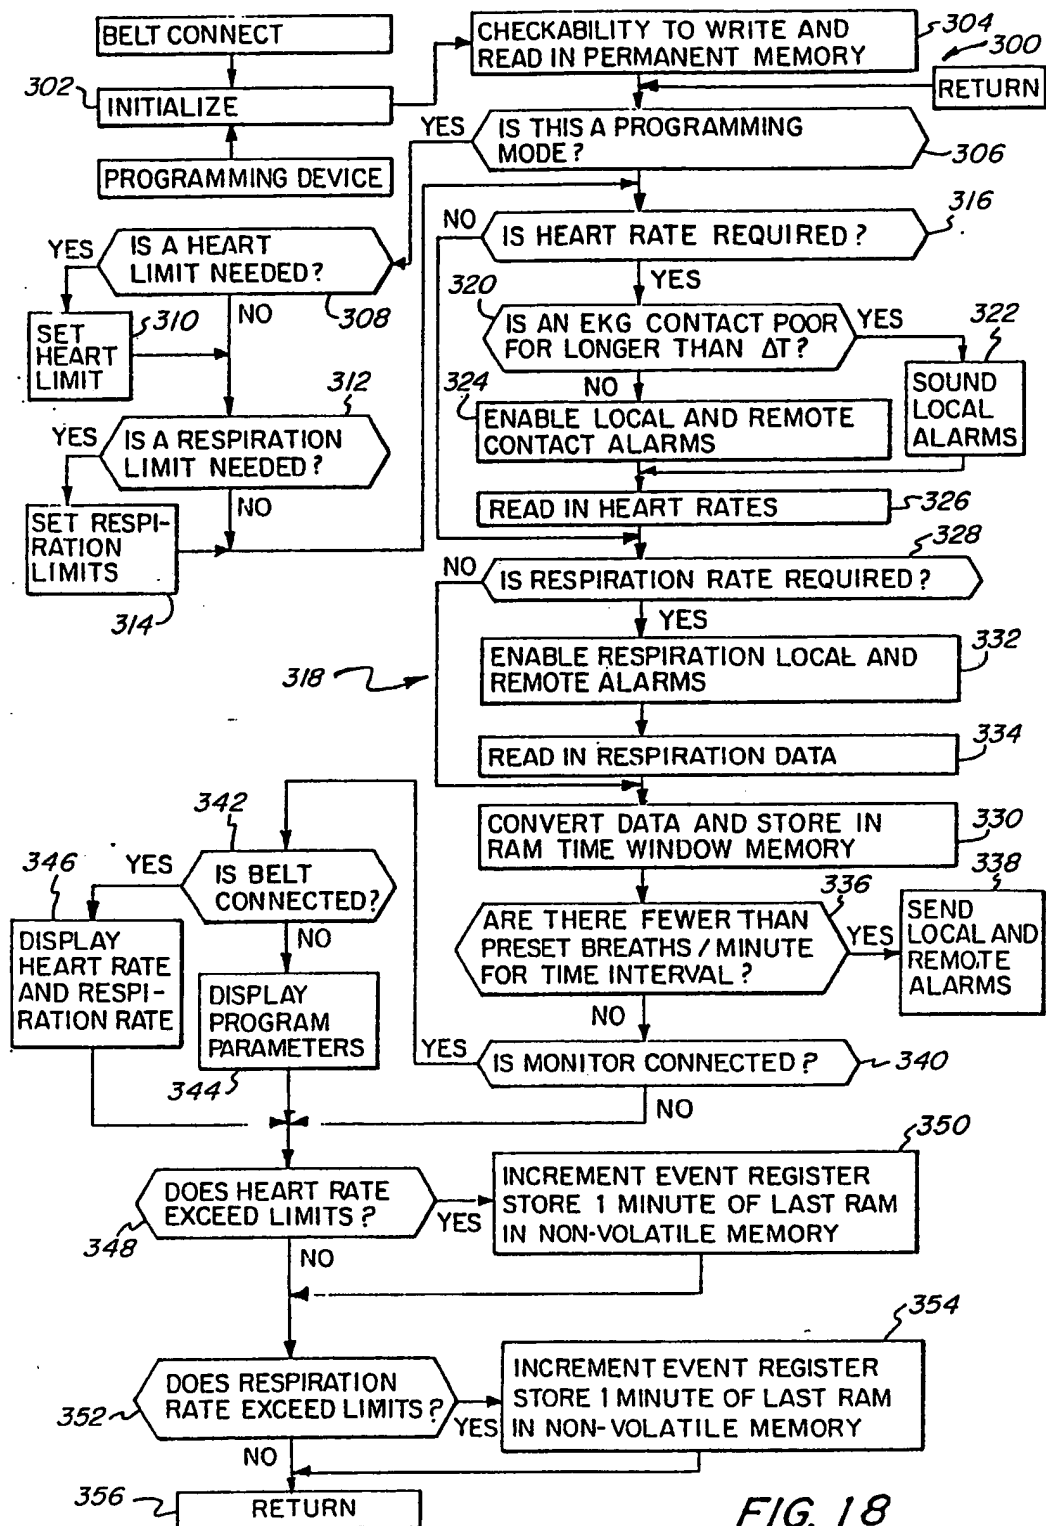 BELT CONNECT
302
INITIALIZE
PROGRAMMING DEVICE
CHECKABILITY TO WRITE AND
READ IN PERMANENT MEMORY
304
300
RETURN
YES
IS THIS A PROGRAMMING
MODE?
306
NO
IS HEART RATE REQUIRED?
316
YES
YES
IS A HEART
LIMIT NEEDED?
308
NO
SET
HEART
LIMIT
310
312
YES
IS A RESPIRATION
LIMIT NEEDED?
NO
SET RESPI-
RATION
LIMITS
314
320
IS AN EKG CONTACT POOR
FOR LONGER THAN ΔT?
YES
322
SOUND
LOCAL
ALARMS
324
NO
ENABLE LOCAL AND REMOTE
CONTACT ALARMS
READ IN HEART RATES
326
328
NO
IS RESPIRATION RATE REQUIRED?
YES
318
ENABLE RESPIRATION LOCAL AND
REMOTE ALARMS
332
READ IN RESPIRATION DATA
334
CONVERT DATA AND STORE IN
RAM TIME WINDOW MEMORY
330
336
ARE THERE FEWER THAN
PRESET BREATHS/MINUTE
FOR TIME INTERVAL?
YES
338
SEND
LOCAL AND
REMOTE
ALARMS
NO
YES
IS MONITOR CONNECTED?
340
NO
342
YES
IS BELT
CONNECTED?
NO
346
DISPLAY
HEART RATE
AND RESPI-
RATION RATE
DISPLAY
PROGRAM
PARAMETERS
344
DOES HEART RATE
EXCEED LIMITS?
348
YES
NO
350
INCREMENT EVENT REGISTER
STORE 1 MINUTE OF LAST RAM
IN NON-VOLATILE MEMORY
DOES RESPIRATION
RATE EXCEED LIMITS?
352
YES
NO
354
INCREMENT EVENT REGISTER
STORE 1 MINUTE OF LAST RAM
IN NON-VOLATILE MEMORY
356
RETURN
FIG. 18